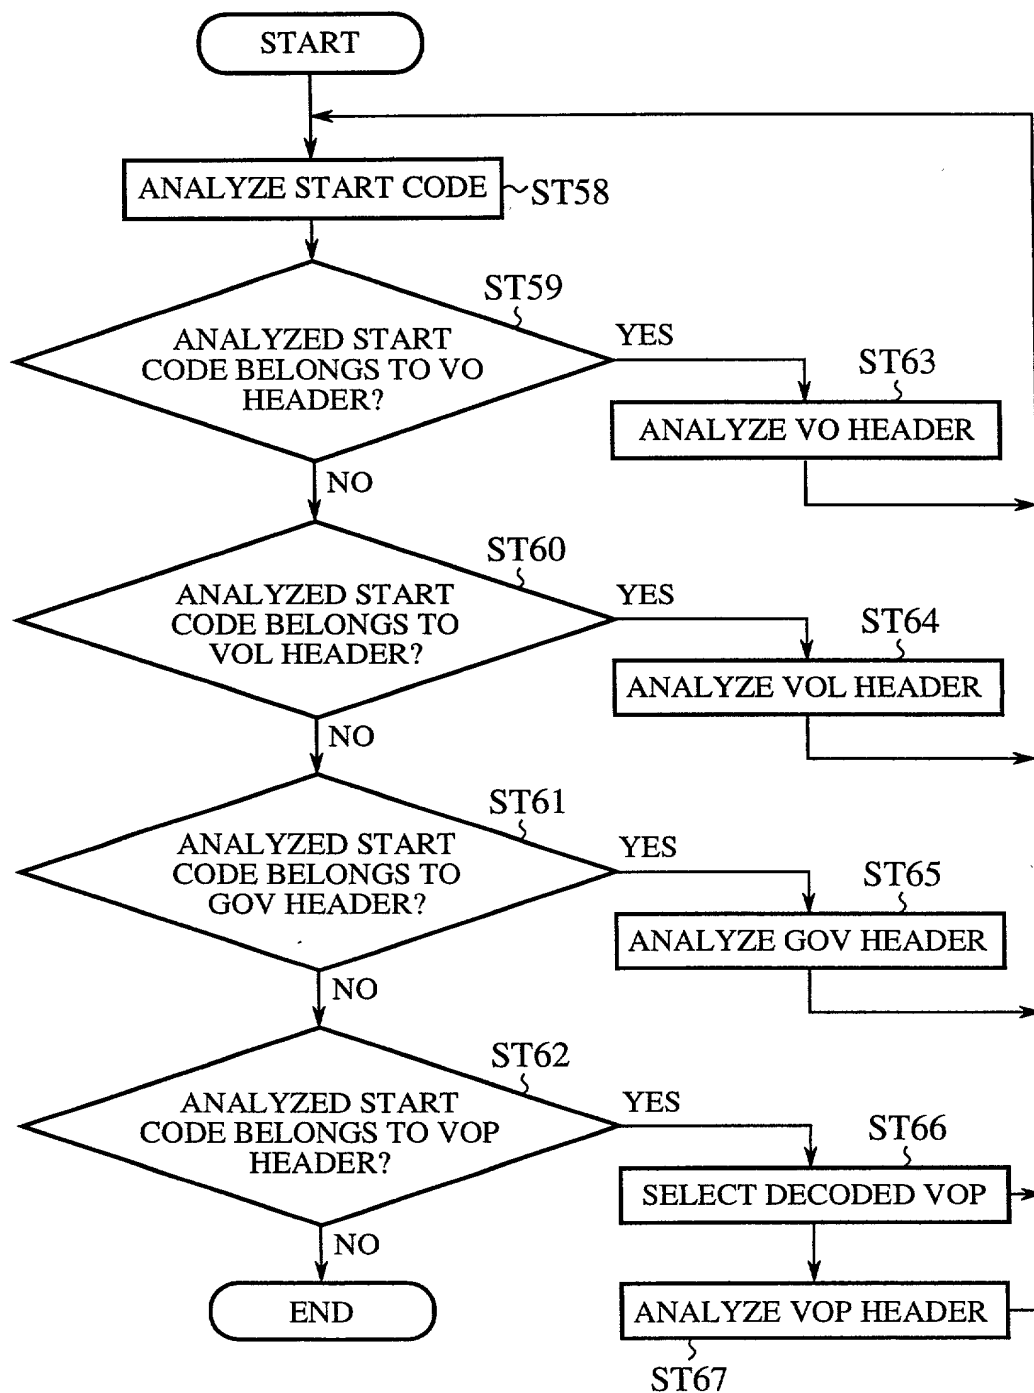 START
ANALYZE START CODE
ST58
ST59
ANALYZED START
CODE BELONGS TO VO
HEADER?
YES
ST63
ANALYZE VO HEADER
NO
ST60
ANALYZED START
CODE BELONGS TO
VOL HEADER?
YES
ST64
ANALYZE VOL HEADER
NO
ST61
ANALYZED START
CODE BELONGS TO
GOV HEADER?
YES
ST65
ANALYZE GOV HEADER
NO
ST62
ANALYZED START
CODE BELONGS TO VOP
HEADER?
YES
ST66
SELECT DECODED VOP
NO
END
ANALYZE VOP HEADER
ST67